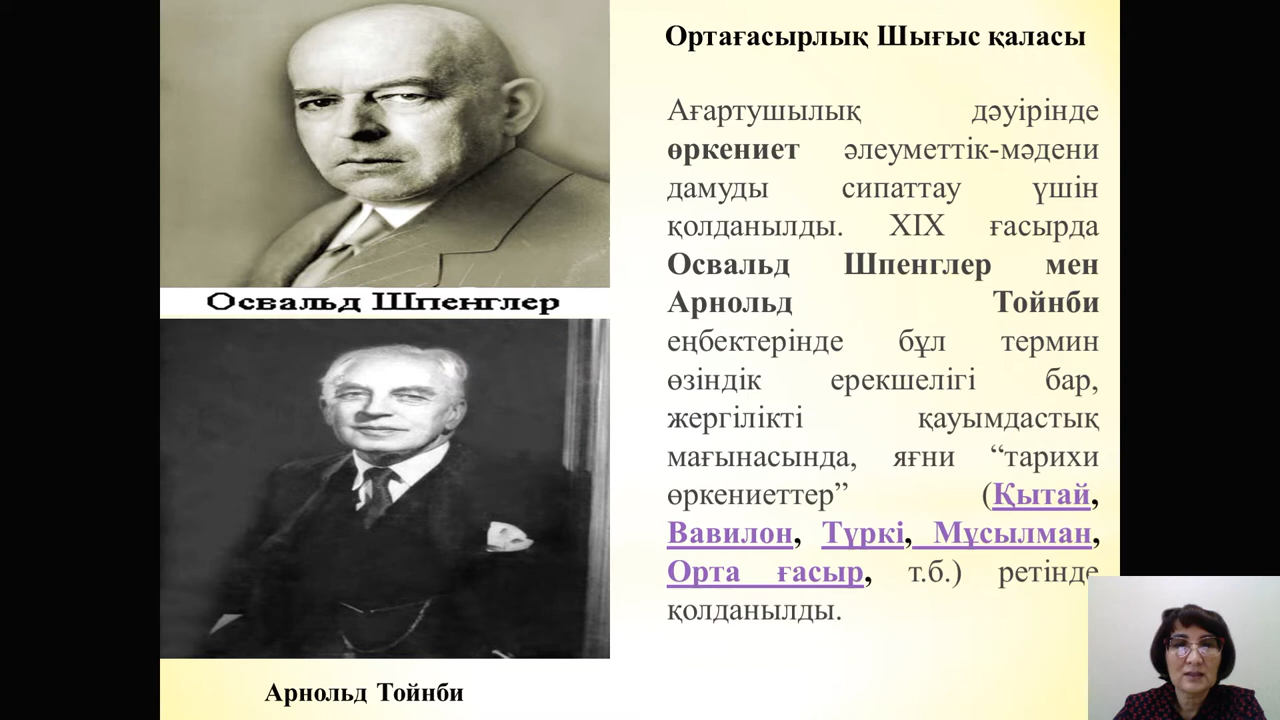 Освальд Шпенглер
Арнольд Тойнби
Ортағасырлық Шығыс қаласы
Ағартушылық дәуірінде
өркениет әлеуметтік-мәдени
дамуды сипаттау үшін
қолданылды. XIX ғасырда
Освальд Шпенглер мен
Арнольд Тойнби
еңбектерінде бұл термин
өзіндік ерекшелігі бар,
жергілікті қауымдастық
мағынасында, яғни “тарихи
өркениеттер” (Қытай,
Вавилон, Түркі, Мұсылман,
Орта ғасыр, т.б.) ретінде
қолданылды.